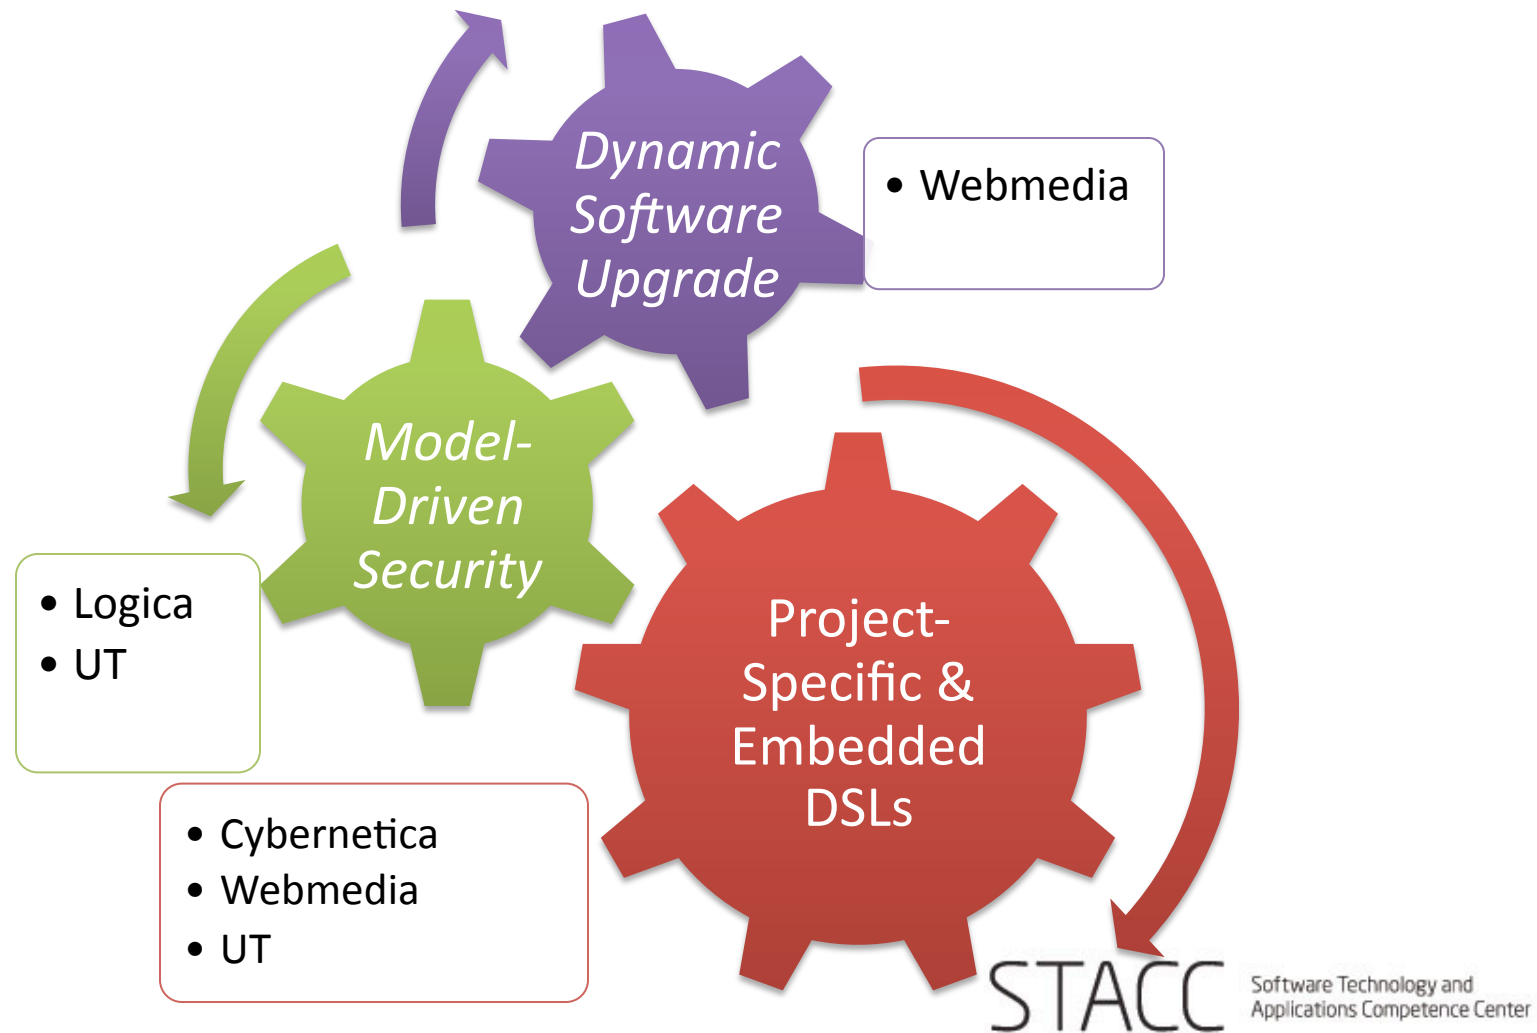 Dynamic
Software
Upgrade
• Webmedia
Model-
Driven
Security
• Logica
• UT
Project-
Specific &
Embedded
DSLs
• Cybernetica
• Webmedia
• UT
STACC
Software Technology and
Applications Competence Center